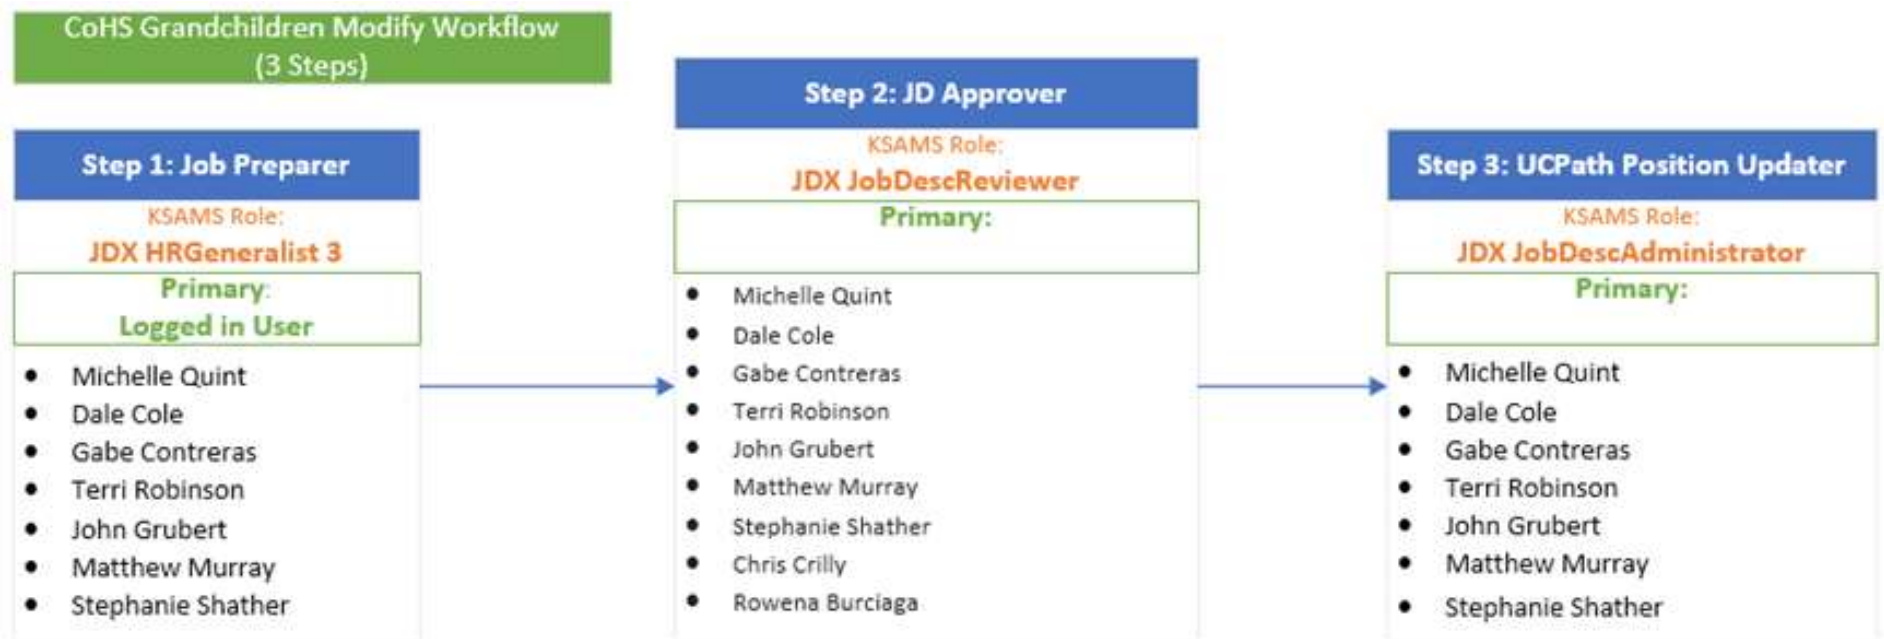 CoHS Grandchildren Modify Workflow
(3 Steps)
Step 1: Job Preparer
KSAMS Role:
JDX HRGeneralist 3
Primary:
Logged in User
• Michelle Quint
• Dale Cole
• Gabe Contreras
• Terri Robinson
• John Grubert
• Matthew Murray
• Stephanie Shather
Step 2: JD Approver
KSAMS Role:
JDX JobDescReviewer
Primary:
• Michelle Quint
• Dale Cole
• Gabe Contreras
• Terri Robinson
• John Grubert
• Matthew Murray
• Stephanie Shather
• Chris Crilly
• Rowena Burciaga
Step 3: UCPath Position Updater
KSAMS Role:
JDX JobDescAdministrator
Primary:
• Michelle Quint
• Dale Cole
• Gabe Contreras
• Terri Robinson
• John Grubert
• Matthew Murray
• Stephanie Shather